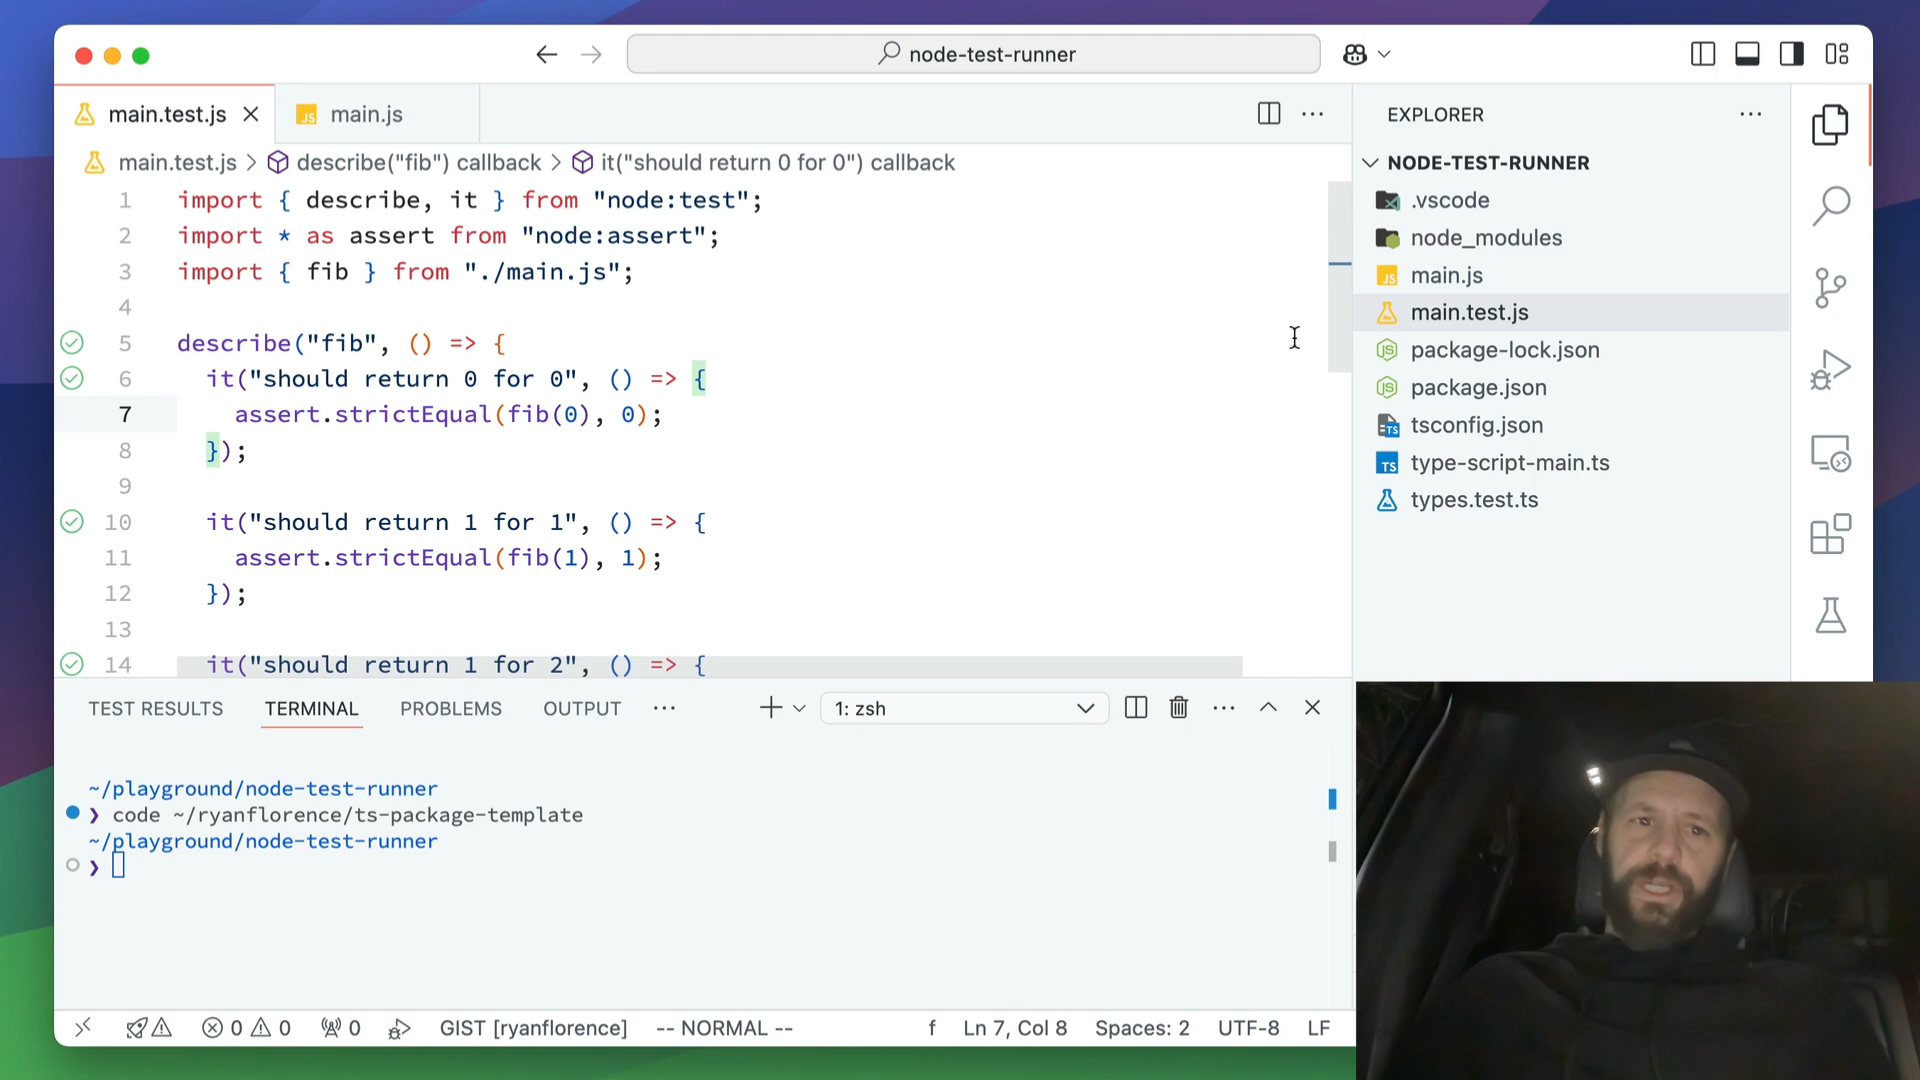 node-test-runner
main.test.js
JS main.js
EXPLORER
main.test.js > describe("fib") callback > it("should return 0 for 0") callback
NODE-TEST-RUNNER
.vscode
node_modules
JS main.js
main.test.js
JS package-lock.json
JS package.json
TS tsconfig.json
TS type-script-main.ts
types.test.ts
1 import { describe, it } from "node:test";
2 import * as assert from "node:assert";
3 import { fib } from "./main.js";
4
5 describe("fib", () => {
6 it("should return 0 for 0", () => {
7 assert.strictEqual(fib(0), 0);
8 });
9
10 it("should return 1 for 1", () => {
11 assert.strictEqual(fib(1), 1);
12 });
13
14 it("should return 1 for 2", () => {
TEST RESULTS TERMINAL PROBLEMS OUTPUT
1: zsh
~/playground/node-test-runner
❯ code ~/ryanflorence/ts-package-template
~/playground/node-test-runner
❯
0 0 0 GIST [ryanflorence] -- NORMAL -- f Ln 7, Col 8 Spaces: 2 UTF-8 LF